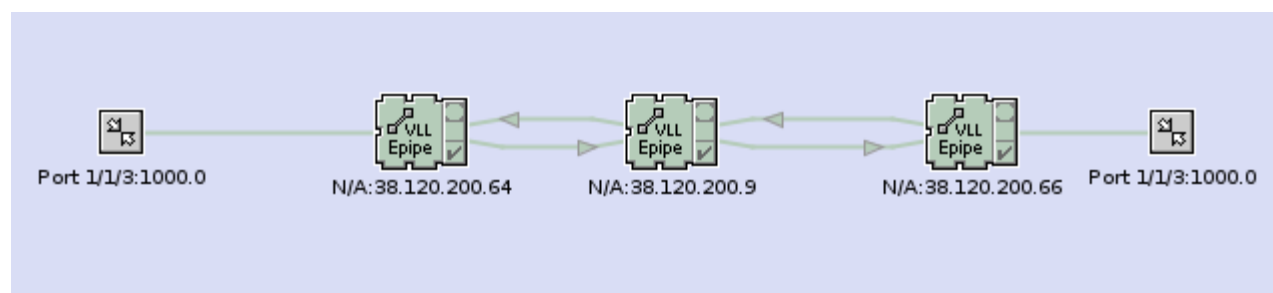 VLL
Epipe
VLL
Epipe
VLL
Epipe
Port 1/1/3:1000.0
N/A:38.120.200.64
N/A:38.120.200.9
N/A:38.120.200.66
Port 1/1/3:1000.0